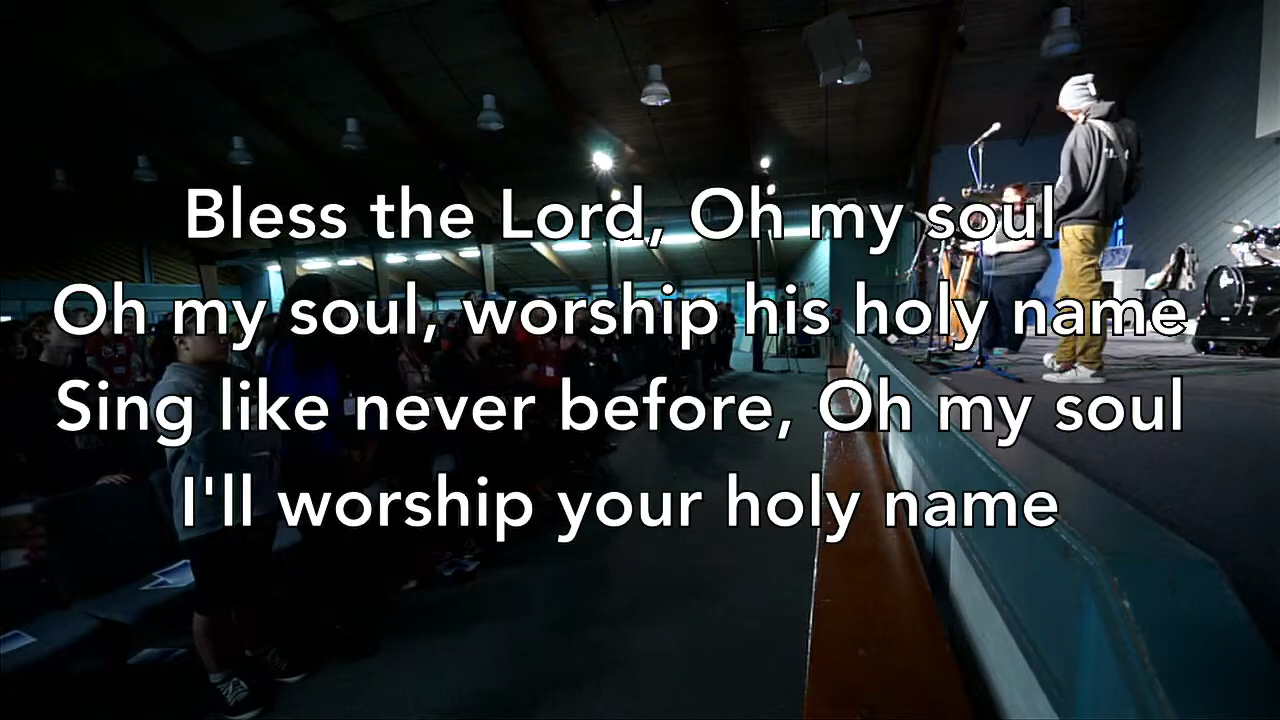 Bless the Lord, Oh my soul
Oh my soul, worship his holy name
Sing like never before, Oh my soul
I'll worship your holy name